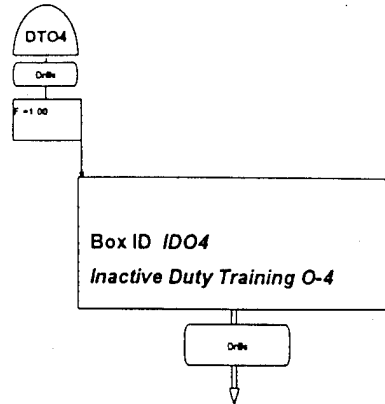 DTO4
Drills
F =1.00
Box ID IDO4
Inactive Duty Training O-4
Drills